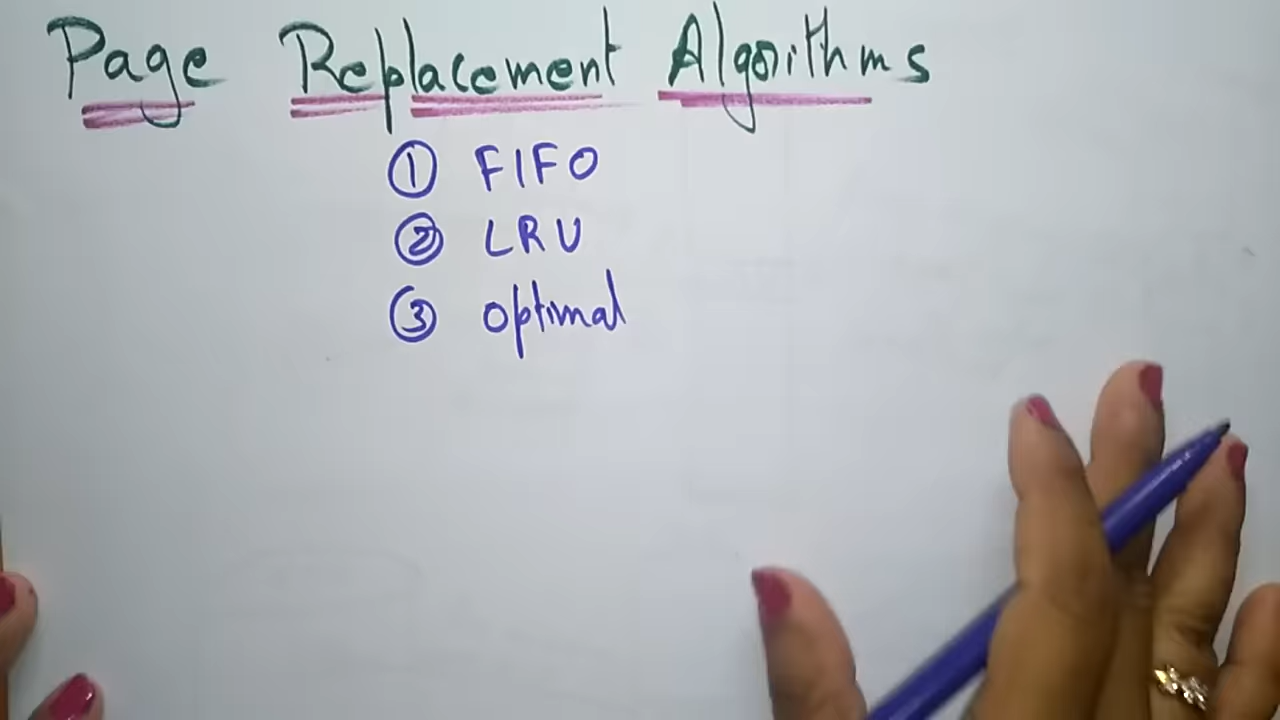 Page Replacement Algorithms
① FIFO
② LRU
③ optimal